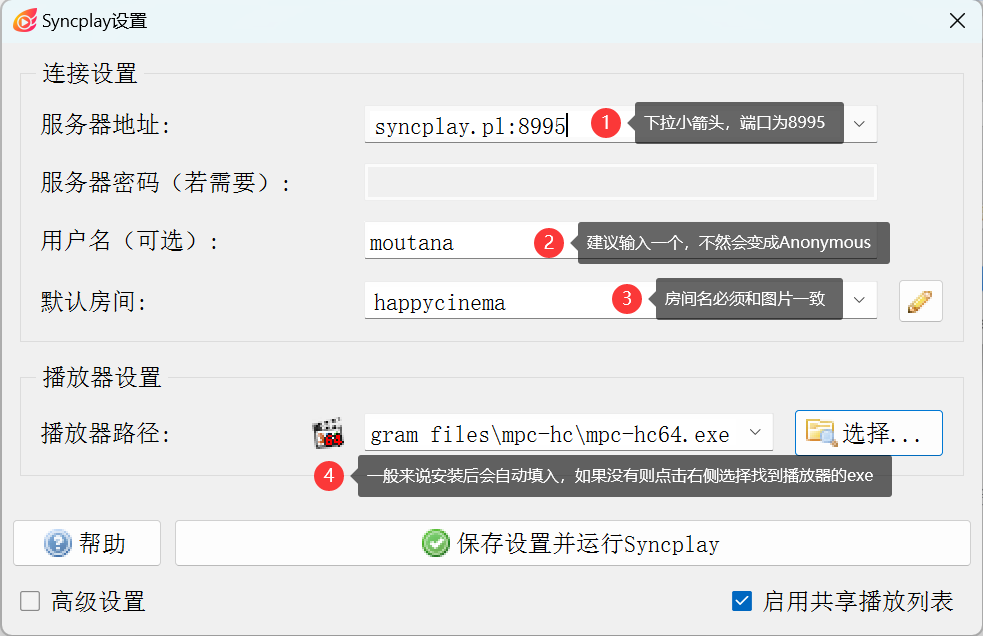 Syncplay设置
连接设置
服务器地址:
syncplay.pl:8995
1
下拉小箭头，端口为8995
服务器密码（若需要）:
用户名（可选）:
moutana
2
建议输入一个，不然会变成Anonymous
默认房间:
happycinema
3
房间名必须和图片一致
播放器设置
播放器路径:
gram files\mpc-hc\mpc-hc64.exe
选择...
4
一般来说安装后会自动填入，如果没有则点击右侧选择找到播放器的exe
帮助
保存设置并运行Syncplay
高级设置
启用共享播放列表